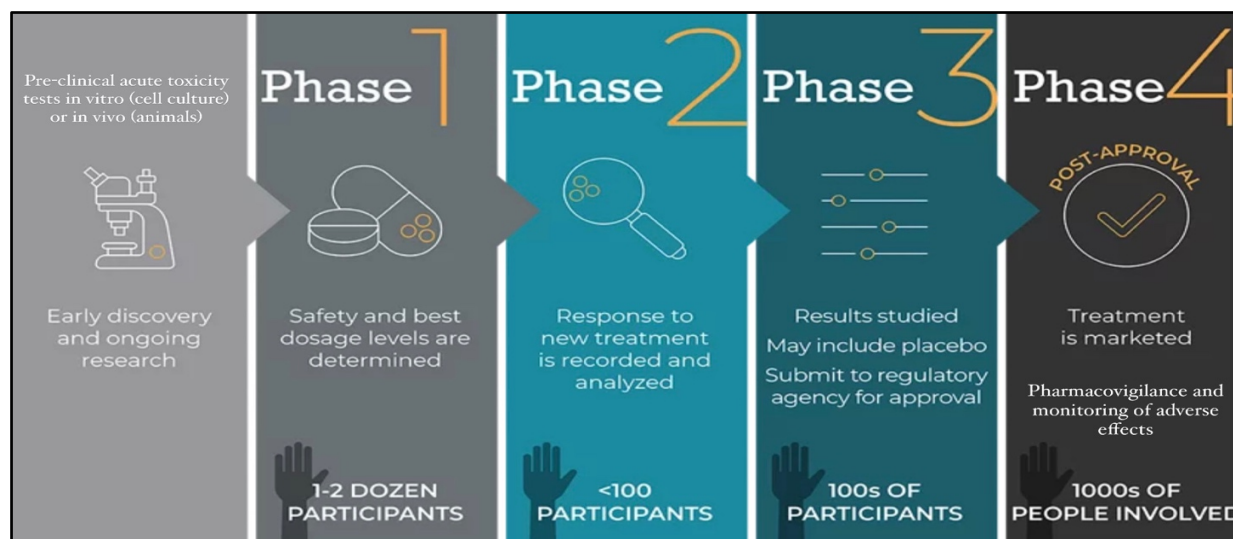 Pre-clinical acute toxicity
tests in vitro (cell culture)
or in vivo (animals)
Early discovery
and ongoing
research
Phase 1
Safety and best
dosage levels are
determined
1-2 DOZEN
PARTICIPANTS
Phase 2
Response to
new treatment
is recorded and
analyzed
<100
PARTICIPANTS
Phase 3
Results studied
May include placebo
Submit to regulatory
agency for approval
100s OF
PARTICIPANTS
Phase 4
POST-APPROVAL
Treatment
is marketed
Pharmacovigilance and
monitoring of adverse
effects
1000s OF
PEOPLE INVOLVED